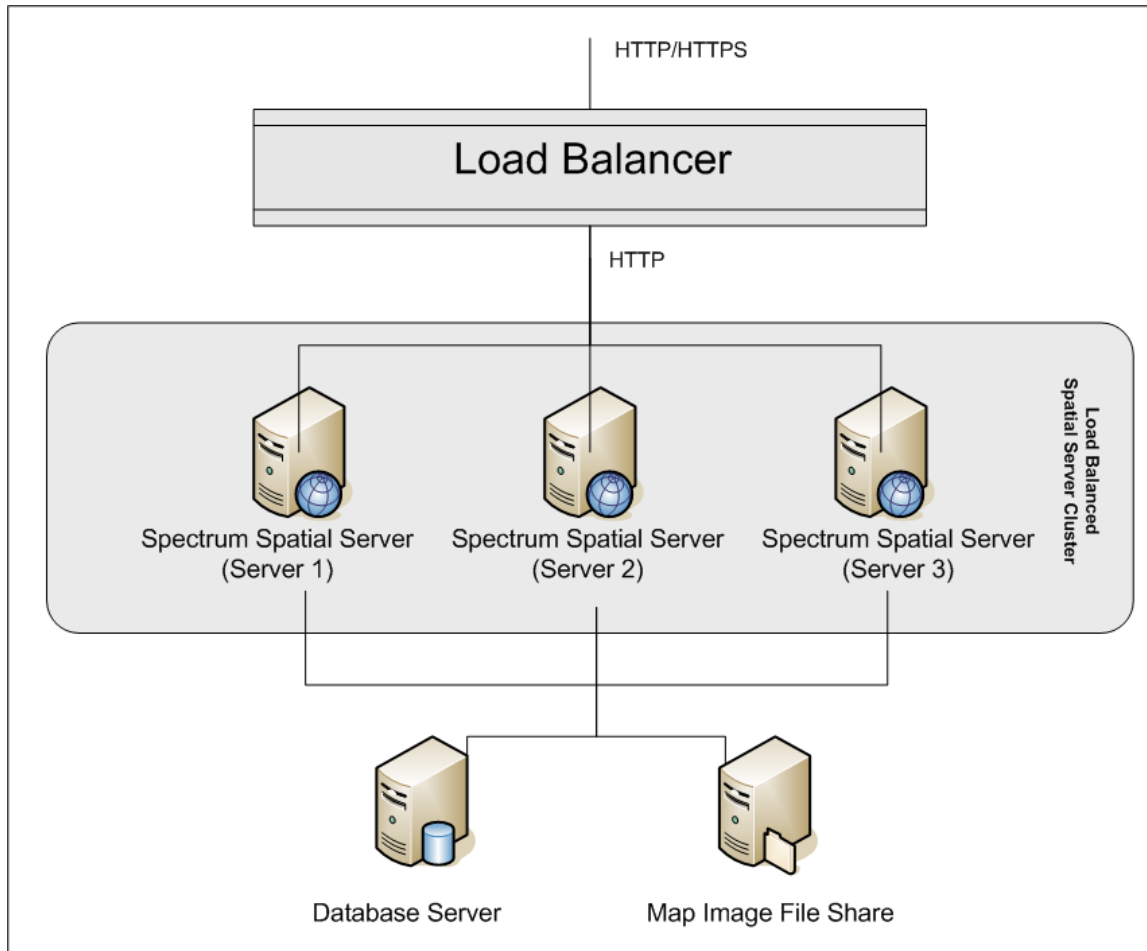 HTTP/HTTPS
Load Balancer
HTTP
Load Balanced
Spatial Server Cluster
Spectrum Spatial Server
(Server 1)
Spectrum Spatial Server
(Server 2)
Spectrum Spatial Server
(Server 3)
Database Server
Map Image File Share